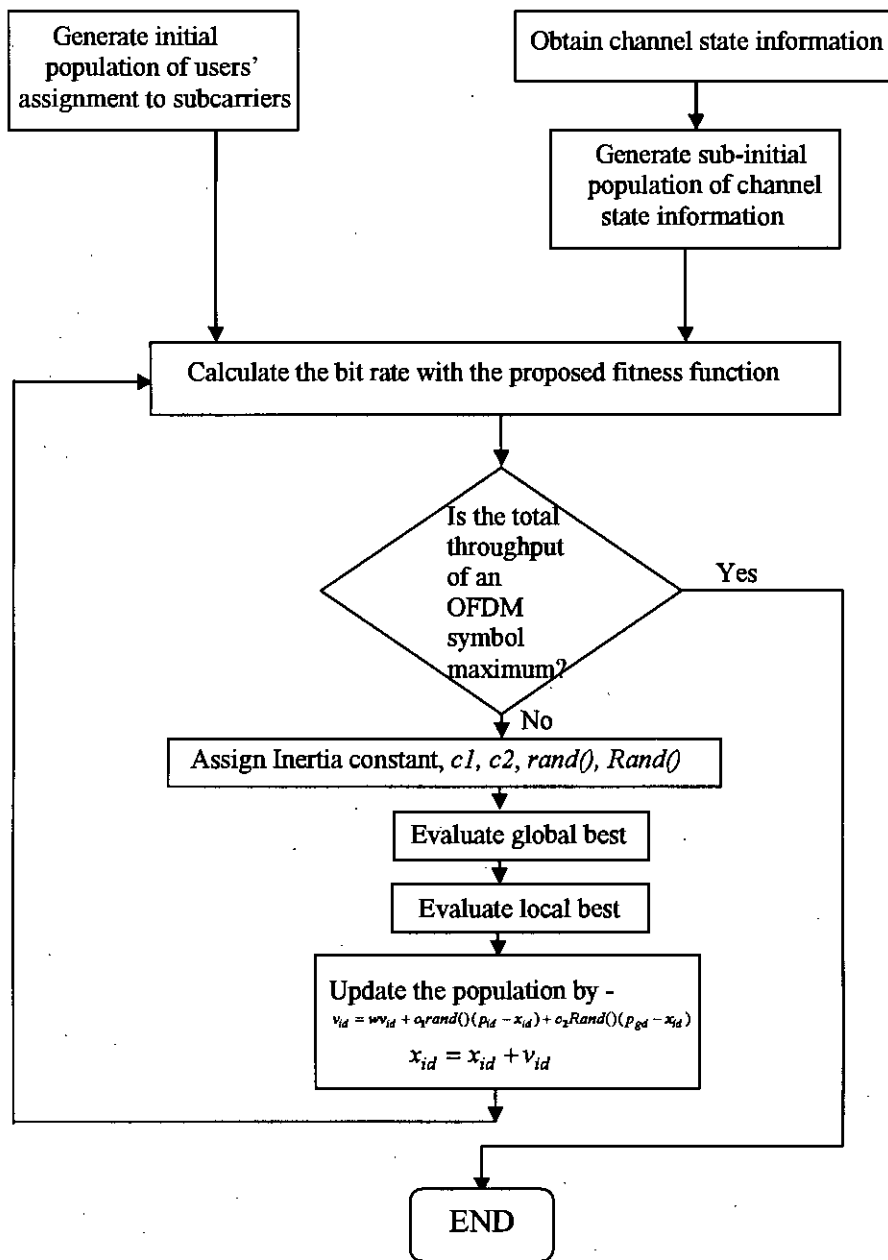 Generate initial
population of users'
assignment to subcarriers
Obtain channel state information
Generate sub-initial
population of channel
state information
Calculate the bit rate with the proposed fitness function
Is the total
throughput
of an
OFDM
symbol
maximum?
Yes
No
Assign Inertia constant, c1, c2, rand(), Rand()
Evaluate global best
Evaluate local best
Update the population by -
v_id = wv_id + c_1rand()(p_id − x_id) + c_2Rand()(p_gd − x_id)
x_id = x_id + v_id
END